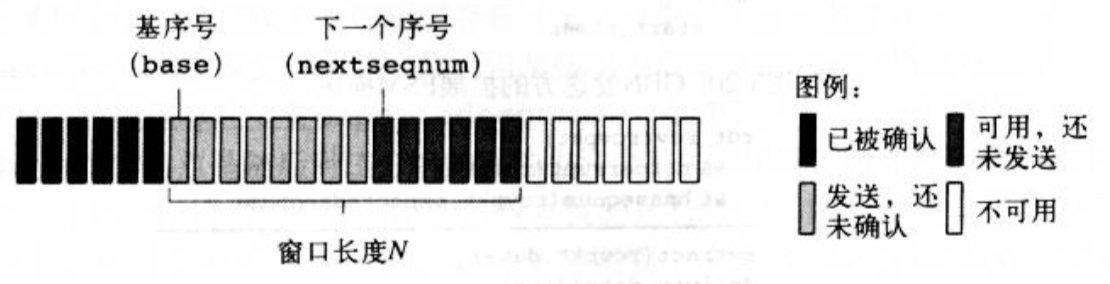 基序号
(base)
下一个序号
(nextseqnum)
窗口长度N
图例：
已被确认
可用，还
未发送
发送，还
未确认
不可用